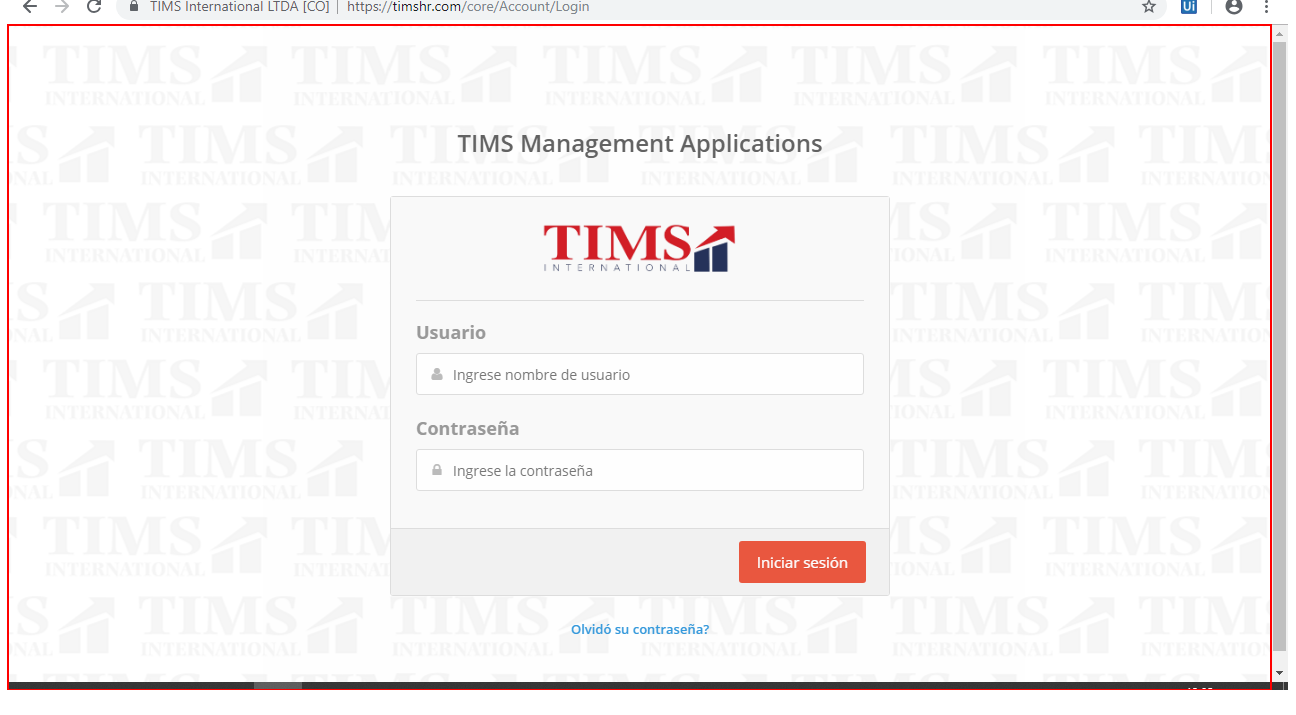 TIMS International LTDA [CO] | https://timshr.com/core/Account/Login
Ui
TIMS Management Applications
TIMS
INTERNATIONAL
Usuario
Ingrese nombre de usuario
Contraseña
Ingrese la contraseña
Iniciar sesión
Olvidó su contraseña?